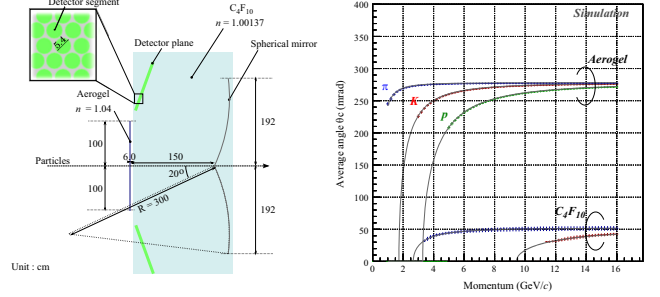 Detector segment
5.4
Detector plane
C₄F₁₀
n = 1.00137
Spherical mirror
Aerogel
n = 1.04
192
100
Particles
6.0
150
20°
100
R = 300
192
Unit : cm
Simulation
Aerogel
π
K
p
C₄F₁₀
400
350
300
250
200
150
100
50
0
0 2 4 6 8 10 12 14 16 18
Average angle θc (mrad)
Momentum (GeV/c)